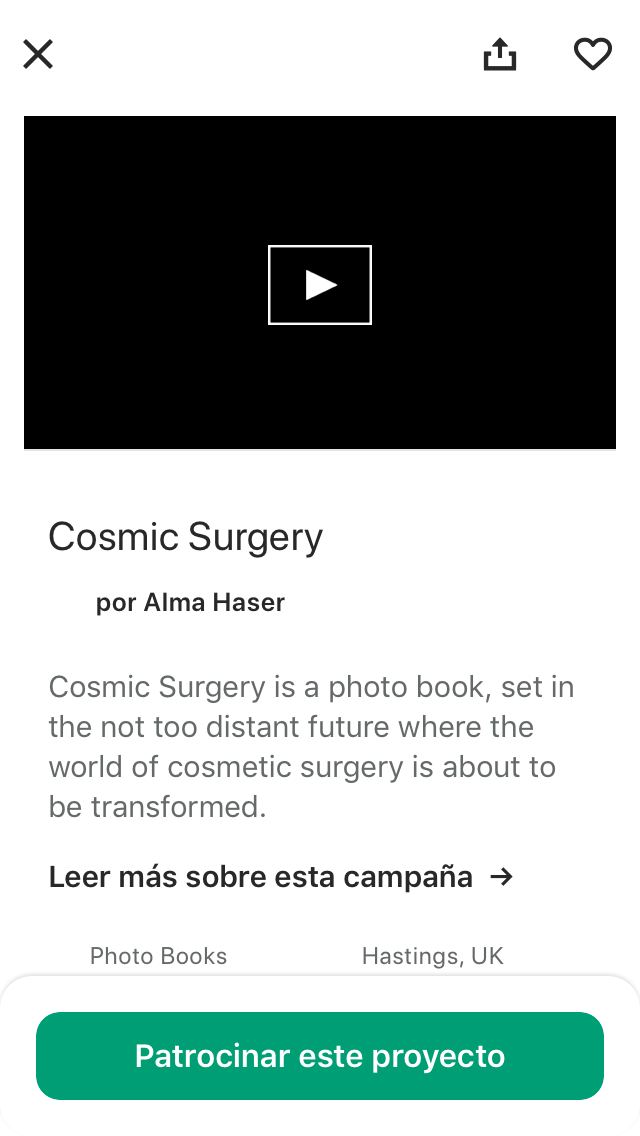 Cosmic Surgery
por Alma Haser
Cosmic Surgery is a photo book, set in
the not too distant future where the
world of cosmetic surgery is about to
be transformed.
Leer más sobre esta campaña →
Photo Books
Hastings, UK
Patrocinar este proyecto